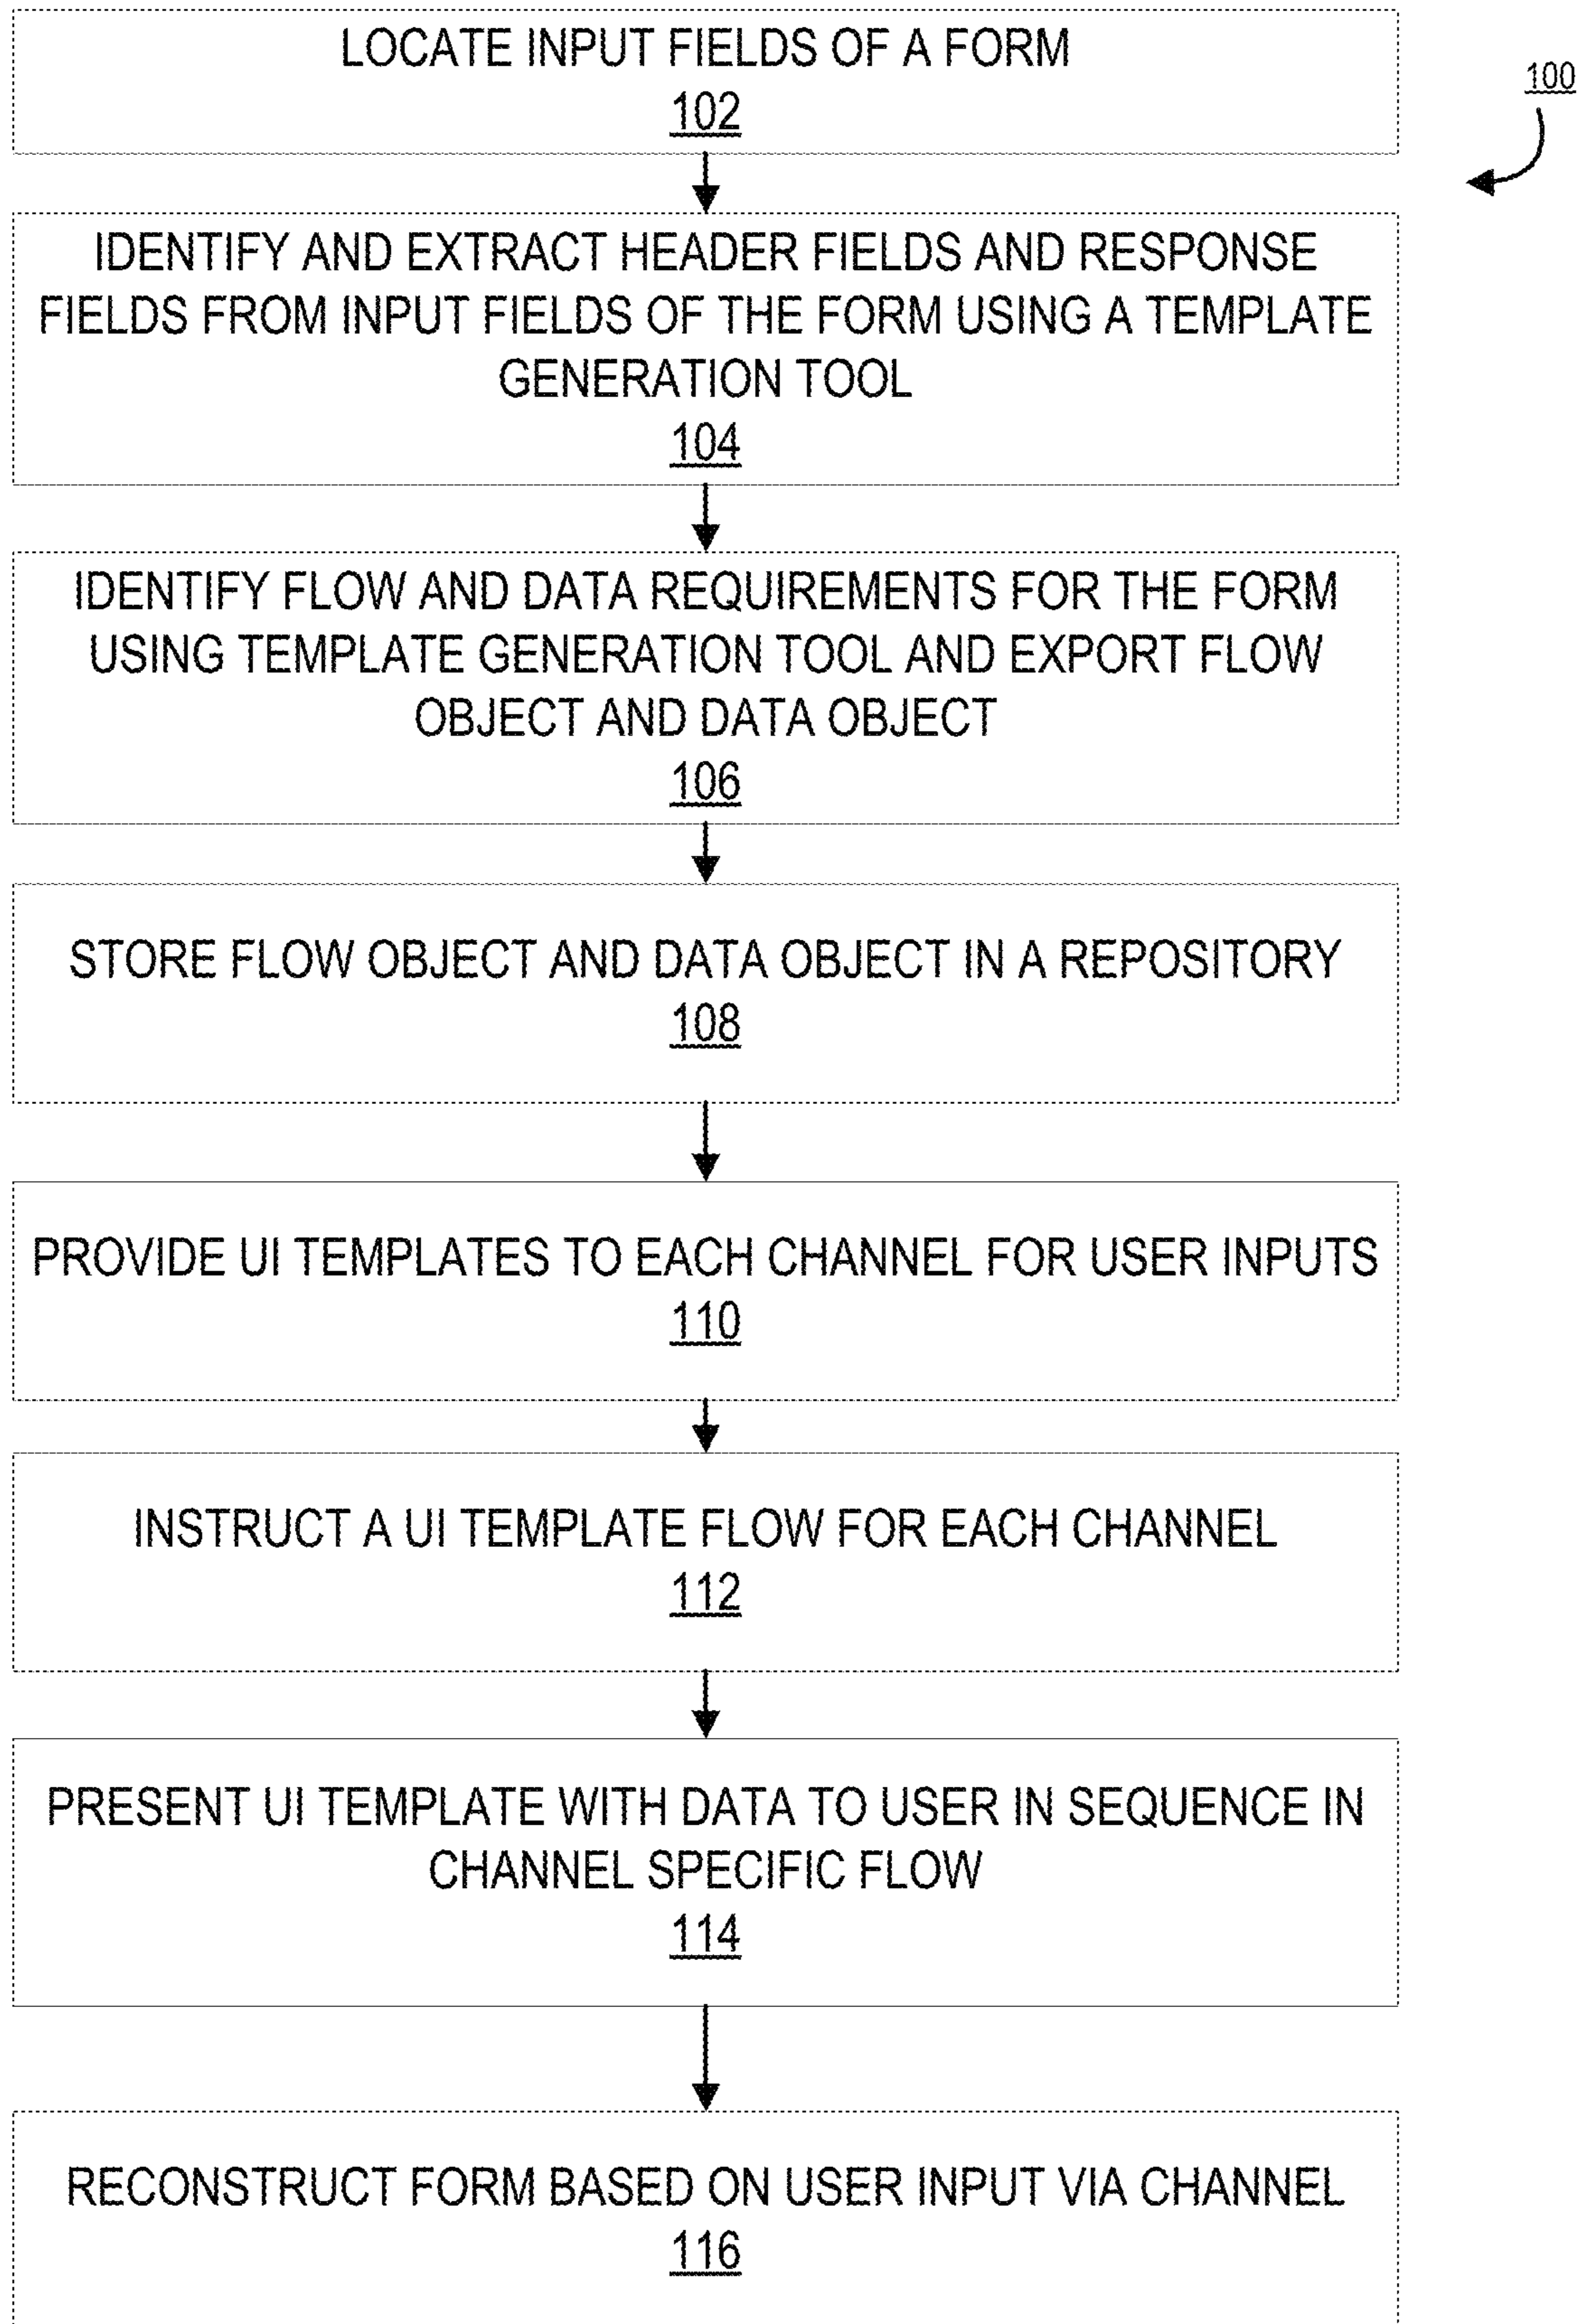 LOCATE INPUT FIELDS OF A FORM
102
100
IDENTIFY AND EXTRACT HEADER FIELDS AND RESPONSE
FIELDS FROM INPUT FIELDS OF THE FORM USING A TEMPLATE
GENERATION TOOL
104
IDENTIFY FLOW AND DATA REQUIREMENTS FOR THE FORM
USING TEMPLATE GENERATION TOOL AND EXPORT FLOW
OBJECT AND DATA OBJECT
106
STORE FLOW OBJECT AND DATA OBJECT IN A REPOSITORY
108
PROVIDE UI TEMPLATES TO EACH CHANNEL FOR USER INPUTS
110
INSTRUCT A UI TEMPLATE FLOW FOR EACH CHANNEL
112
PRESENT UI TEMPLATE WITH DATA TO USER IN SEQUENCE IN
CHANNEL SPECIFIC FLOW
114
RECONSTRUCT FORM BASED ON USER INPUT VIA CHANNEL
116